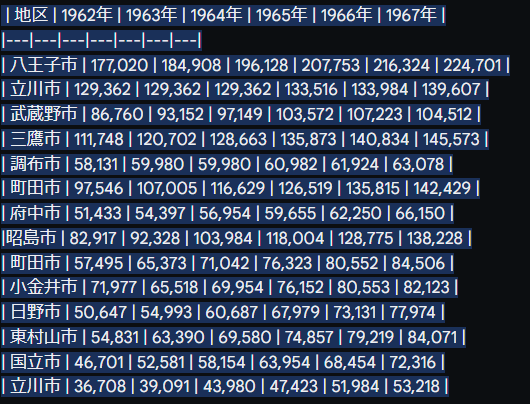 | 地区 | 1962年 | 1963年 | 1964年 | 1965年 | 1966年 | 1967年 |
|---|---|---|---|---|---|---|
| 八王子市 | 177,020 | 184,908 | 196,128 | 207,753 | 216,324 | 224,701 |
| 立川市 | 129,362 | 129,362 | 129,362 | 133,516 | 133,984 | 139,607 |
| 武蔵野市 | 86,760 | 93,152 | 97,149 | 103,572 | 107,223 | 104,512 |
| 三鷹市 | 111,748 | 120,702 | 128,663 | 135,873 | 140,834 | 145,573 |
| 調布市 | 58,131 | 59,980 | 59,980 | 60,982 | 61,924 | 63,078 |
| 町田市 | 97,546 | 107,005 | 116,629 | 126,519 | 135,815 | 142,429 |
| 府中市 | 51,433 | 54,397 | 56,954 | 59,655 | 62,250 | 66,150 |
|昭島市 | 82,917 | 92,328 | 103,984 | 118,004 | 128,775 | 138,228 |
| 町田市 | 57,495 | 65,373 | 71,042 | 76,323 | 80,552 | 84,506 |
| 小金井市 | 71,977 | 65,518 | 69,954 | 76,152 | 80,553 | 82,123 |
| 日野市 | 50,647 | 54,993 | 60,687 | 67,979 | 73,131 | 77,974 |
| 東村山市 | 54,831 | 63,390 | 69,580 | 74,857 | 79,219 | 84,071 |
| 国立市 | 46,701 | 52,581 | 58,154 | 63,954 | 68,454 | 72,316 |
| 立川市 | 36,708 | 39,091 | 43,980 | 47,423 | 51,984 | 53,218 |